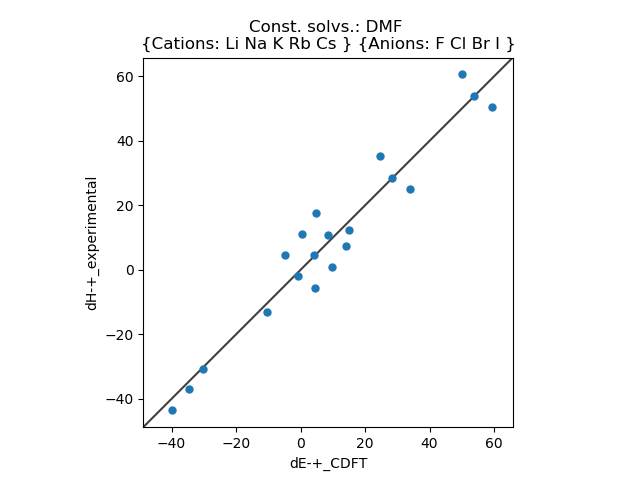 Const. solvs.: DMF
{Cations: Li Na K Rb Cs } {Anions: F Cl Br I }
60
40
20
0
−20
−40
dH-+_experimental
−40 −20 0 20 40 60
dE-+_CDFT